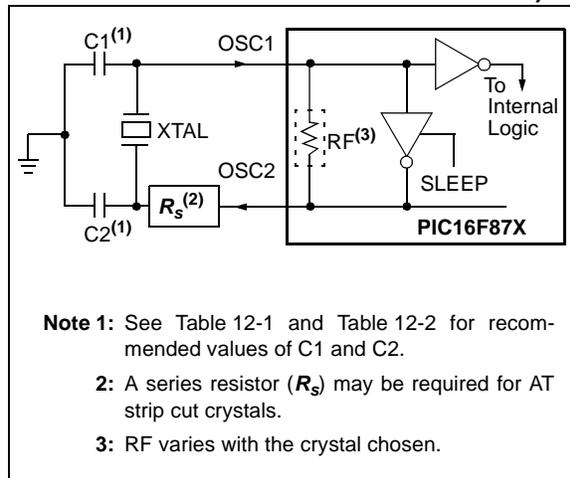 C1(1)
OSC1
To
Internal
Logic
XTAL
RF(3)
OSC2
SLEEP
Rs(2)
C2(1)
PIC16F87X
Note 1: See Table 12-1 and Table 12-2 for recom-
mended values of C1 and C2.
2: A series resistor (Rs) may be required for AT
strip cut crystals.
3: RF varies with the crystal chosen.